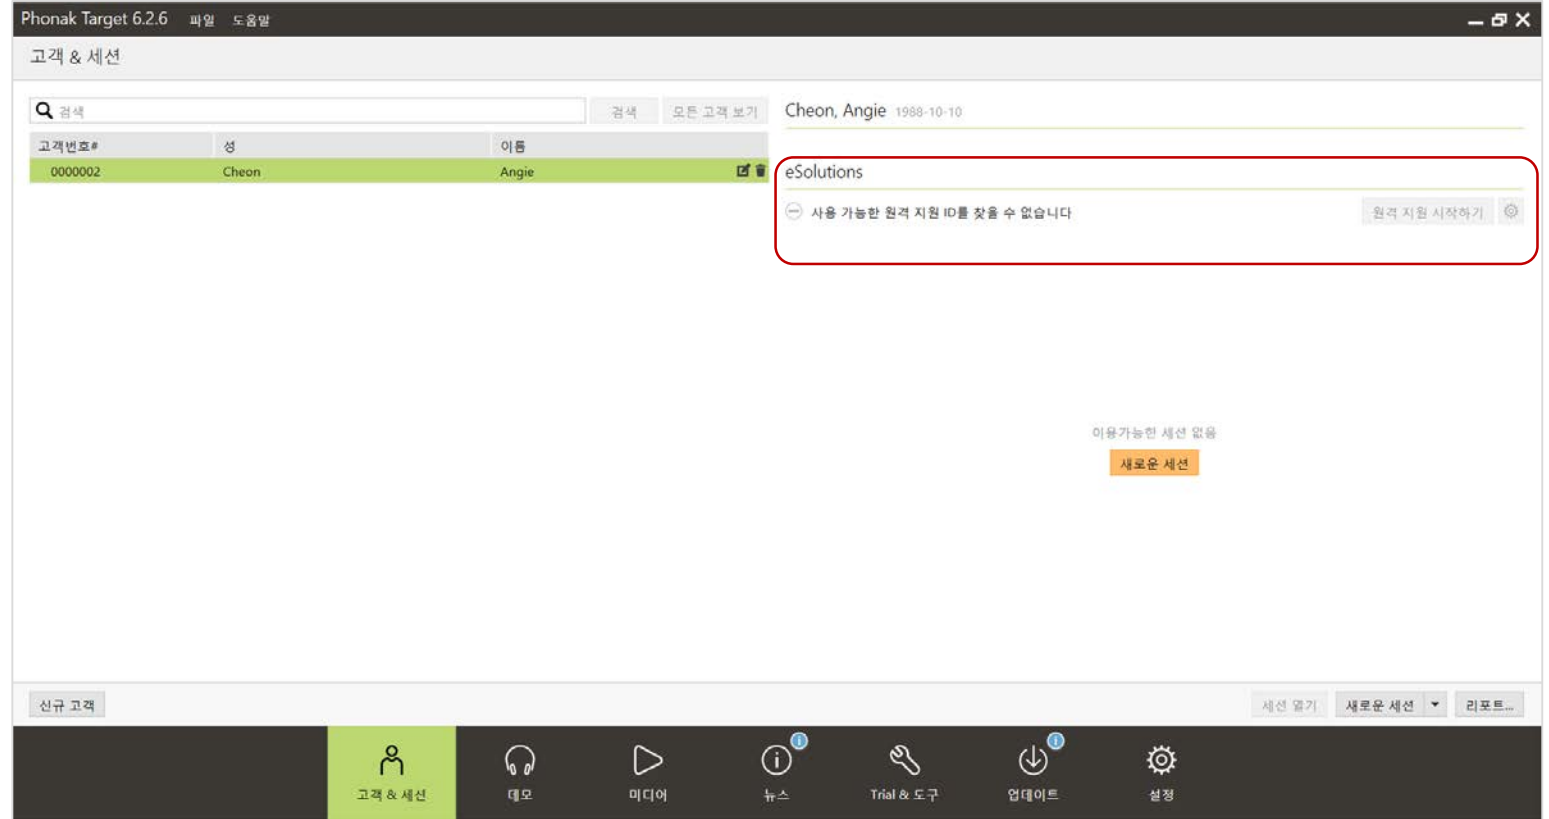 Phonak Target 6.2.6 파일 도움말
고객 & 세션
검색 검색 모든 고객 보기
고객번호# 성 이름
0000002 Cheon Angie
Cheon, Angie 1988-10-10
eSolutions
사용 가능한 원격 지원 ID를 찾을 수 없습니다 원격 지원 시작하기
이용가능한 세션 없음
새로운 세션
신규 고객 세션 열기 새로운 세션 리포트...
고객 & 세션 데모 미디어 뉴스 Trial & 도구 업데이트 설정